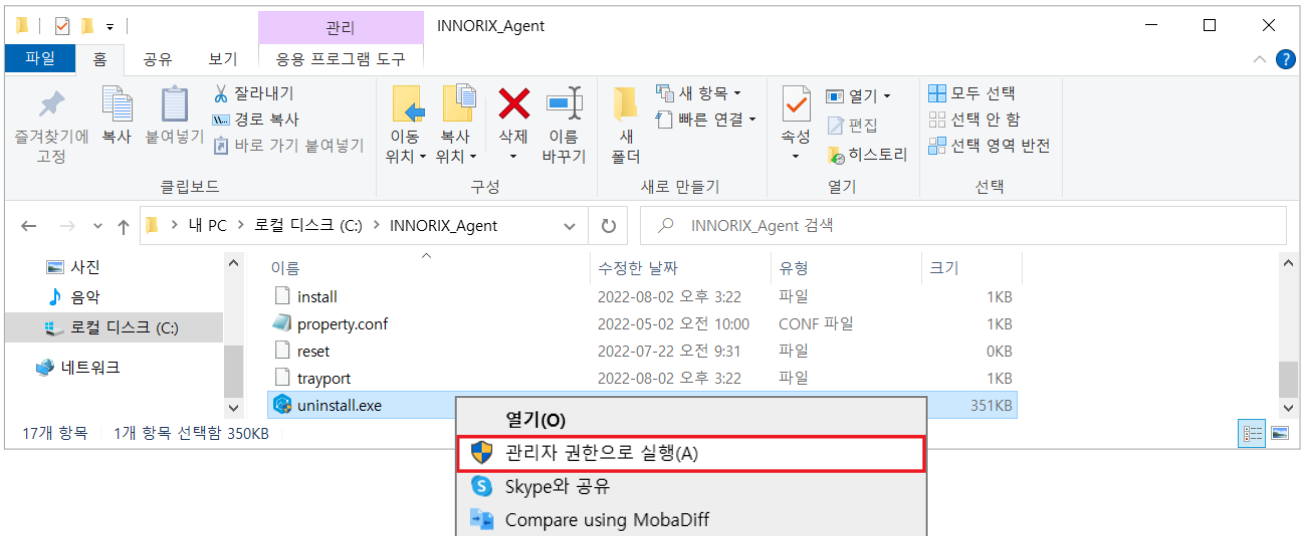 관리
INNORIX_Agent
파일
홈
공유
보기
응용 프로그램 도구
즐겨찾기에
고정
복사
붙여넣기
잘라내기
경로 복사
바로 가기 붙여넣기
클립보드
이동
위치
복사
위치
삭제
이름
바꾸기
구성
새
폴더
새 항목
빠른 연결
새로 만들기
속성
열기
편집
히스토리
열기
모두 선택
선택 안 함
선택 영역 반전
선택
내 PC > 로컬 디스크 (C:) > INNORIX_Agent
INNORIX_Agent 검색
사진
음악
로컬 디스크 (C:)
네트워크
이름 수정한 날짜 유형 크기
install 2022-08-02 오후 3:22 파일 1KB
property.conf 2022-05-02 오전 10:00 CONF 파일 1KB
reset 2022-07-22 오전 9:31 파일 0KB
trayport 2022-08-02 오후 3:22 파일 1KB
uninstall.exe 351KB
17개 항목 1개 항목 선택함 350KB
열기(O)
관리자 권한으로 실행(A)
Skype와 공유
Compare using MobaDiff